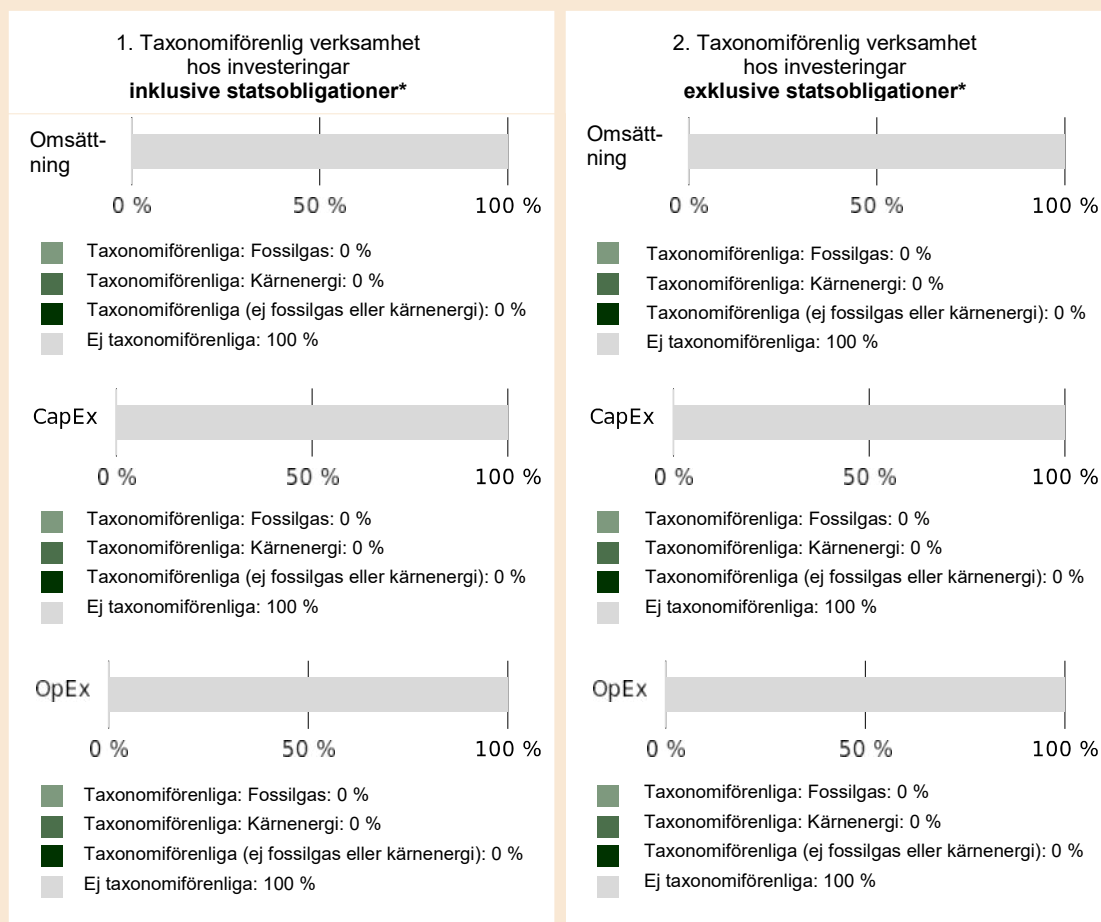 1. Taxonomiförenlig verksamhet
hos investeringar
inklusive statsobligationer*
Omsätt-
ning
0 % 50 % 100 %
Taxonomiförenliga: Fossilgas: 0 %
Taxonomiförenliga: Kärnenergi: 0 %
Taxonomiförenliga (ej fossilgas eller kärnenergi): 0 %
Ej taxonomiförenliga: 100 %
CapEx
0 % 50 % 100 %
Taxonomiförenliga: Fossilgas: 0 %
Taxonomiförenliga: Kärnenergi: 0 %
Taxonomiförenliga (ej fossilgas eller kärnenergi): 0 %
Ej taxonomiförenliga: 100 %
OpEx
0 % 50 % 100 %
Taxonomiförenliga: Fossilgas: 0 %
Taxonomiförenliga: Kärnenergi: 0 %
Taxonomiförenliga (ej fossilgas eller kärnenergi): 0 %
Ej taxonomiförenliga: 100 %
2. Taxonomiförenlig verksamhet
hos investeringar
exklusive statsobligationer*
Omsätt-
ning
0 % 50 % 100 %
Taxonomiförenliga: Fossilgas: 0 %
Taxonomiförenliga: Kärnenergi: 0 %
Taxonomiförenliga (ej fossilgas eller kärnenergi): 0 %
Ej taxonomiförenliga: 100 %
CapEx
0 % 50 % 100 %
Taxonomiförenliga: Fossilgas: 0 %
Taxonomiförenliga: Kärnenergi: 0 %
Taxonomiförenliga (ej fossilgas eller kärnenergi): 0 %
Ej taxonomiförenliga: 100 %
OpEx
0 % 50 % 100 %
Taxonomiförenliga: Fossilgas: 0 %
Taxonomiförenliga: Kärnenergi: 0 %
Taxonomiförenliga (ej fossilgas eller kärnenergi): 0 %
Ej taxonomiförenliga: 100 %